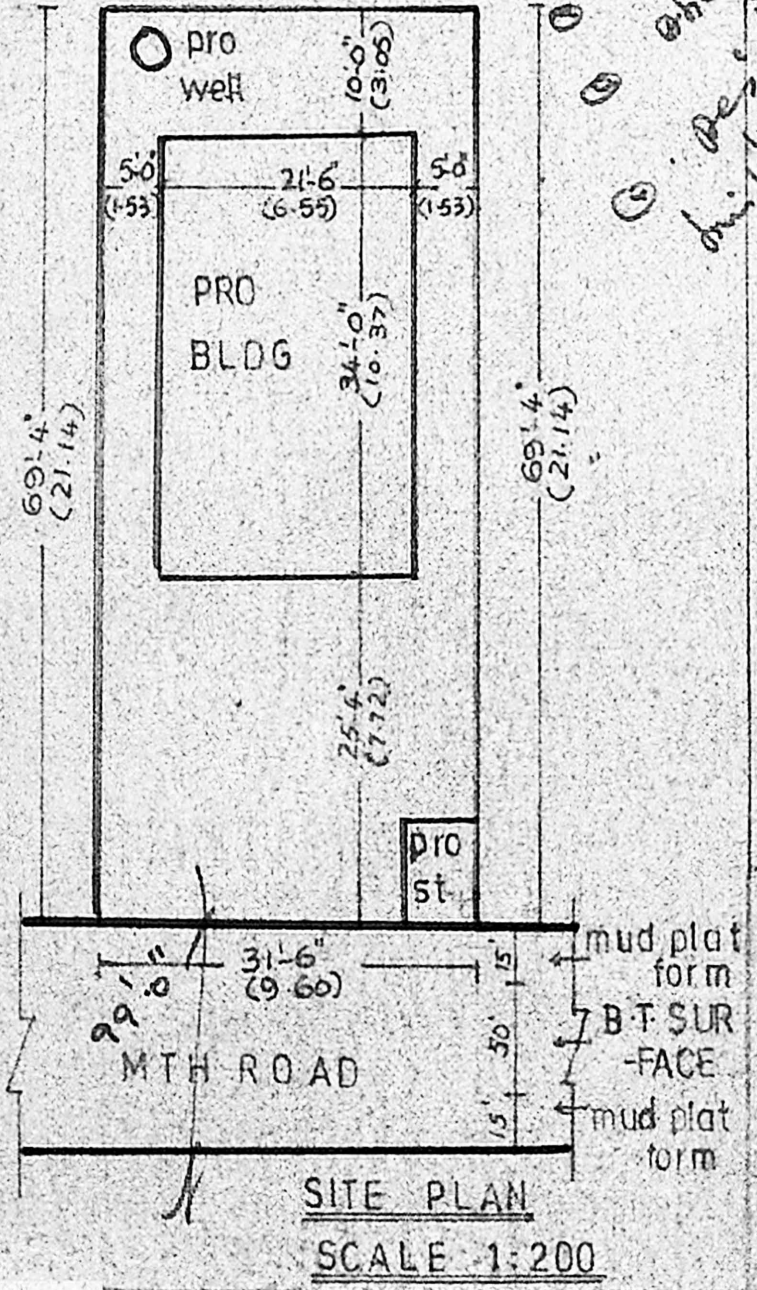 pro
well
10'-0"
(3.05)
5'-0"
(1.53)
21'-6"
(6.55)
5'-0"
(1.53)
PRO
BLDG
34'-0"
(10.37)
69'-4"
(21.14)
69'-4"
(21.14)
25'-4"
(7.72)
pro
st
31'-6"
(9.60)
99'.0"
15'
50'
15'
mud plat
form
B.T. SUR
-FACE
mud plat
form
MTH ROAD
SITE PLAN
SCALE 1:200